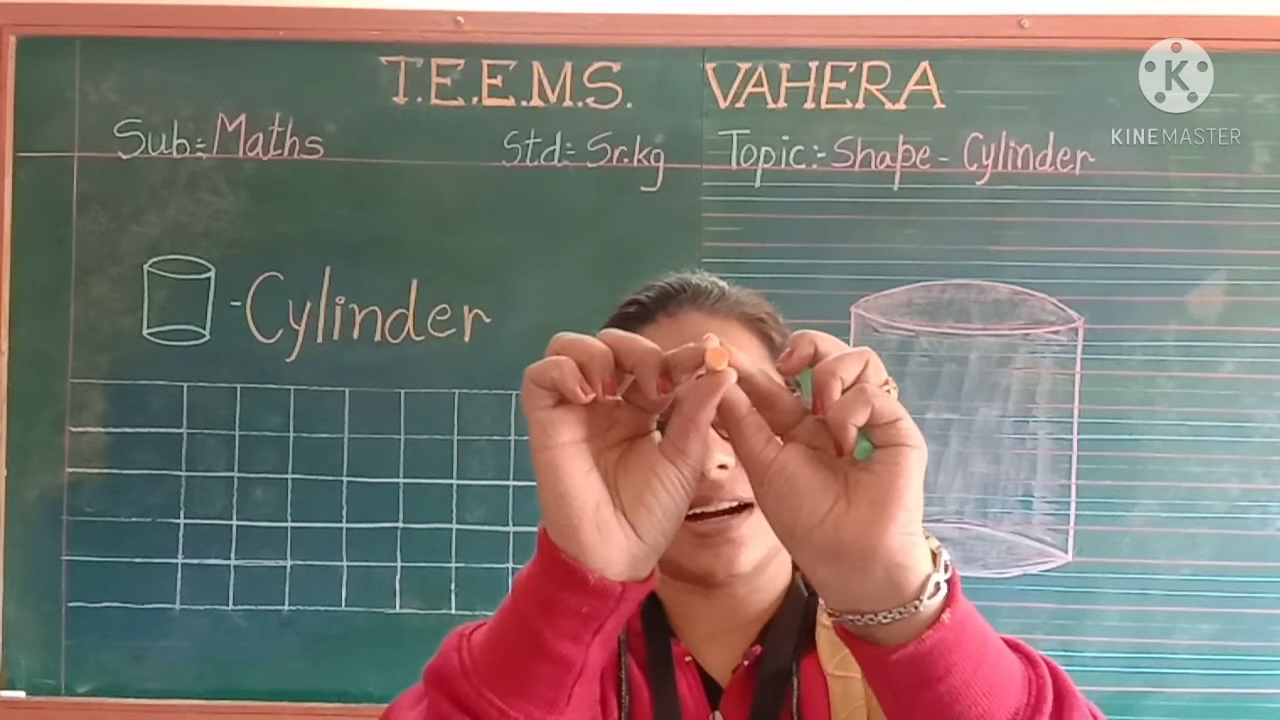 T.E.E.M.S. VAHERA
Sub:- Maths Std:- Sr.kg Topic:- Shape - Cylinder
- Cylinder
K
KINEMASTER